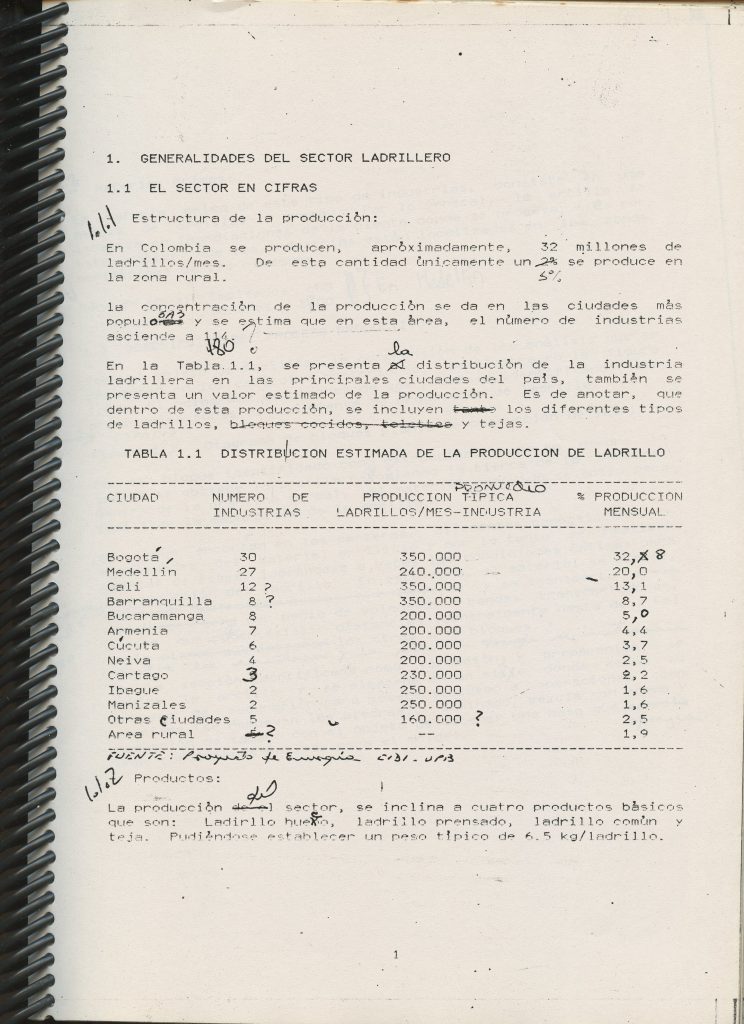 1. GENERALIDADES DEL SECTOR LADRILLERO
1.1 EL SECTOR EN CIFRAS
1.1.1 Estructura de la producción:
En Colombia se producen, apróximadamente, 32 millones de
ladrillos/mes. De esta cantidad únicamente un 2% se produce en
5%
la zona rural.
la concentración de la producción se da en las ciudades más
populosas y se estima que en esta área, el número de industrias
asciende a 114.
180
la
En la Tabla 1.1, se presenta el distribución de la industria
ladrillera en las principales ciudades del país, también se
presenta un valor estimado de la producción. Es de anotar, que
dentro de esta producción, se incluyen tanto los diferentes tipos
de ladrillos, bloques cocidos, toletes y tejas.
TABLA 1.1 DISTRIBUCION ESTIMADA DE LA PRODUCCION DE LADRILLO
PROMEDIO
CIUDAD NUMERO DE PRODUCCION TIPICA % PRODUCCION
INDUSTRIAS LADRILLOS/MES-INDUSTRIA MENSUAL
Bogotá, 30 350.000 32,8
Medellín 27 240.000 20,0
Cali 12 ? 350.000 13,1
Barranquilla 8 ? 350.000 8,7
Bucaramanga 8 200.000 5,0
Armenia 7 200.000 4,4
Cúcuta 6 200.000 3,7
Neiva 4 200.000 2,5
Cartago 3 230.000 2,2
Ibague 2 250.000 1,6
Manizales 2 250.000 1,6
Otras Ciudades 5 160.000 ? 2,5
Area rural ? -- 1,9
FUENTE: Proyecto de Energía CIDI-UPB
1.1.2 Productos:
del
La producción de el sector, se inclina a cuatro productos básicos
que son: Ladirllo hueco, ladrillo prensado, ladrillo común y
teja. Pudiéndose establecer un peso típico de 6.5 kg/ladrillo.
1